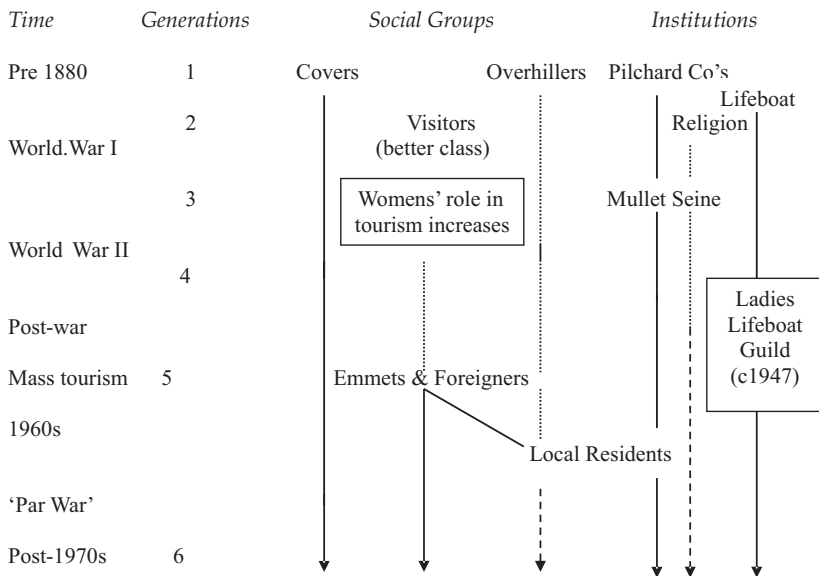 Time Generations Social Groups Institutions
Pre 1880 1 Covers Overhillers Pilchard Co's
Lifeboat
2 Visitors Religion
World.War I (better class)
3 Womens' role in Mullet Seine
tourism increases
World War II
4
Ladies
Post-war Lifeboat
Guild
Mass tourism 5 Emmets & Foreigners (c1947)
1960s
Local Residents
'Par War'
Post-1970s 6